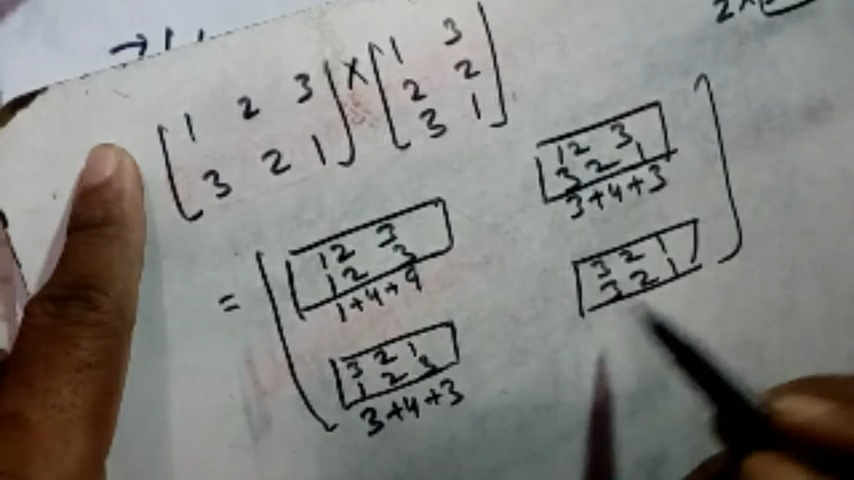 [1 2 3] × [1 3]
[3 2 1] [2 2]
[3 1]
= [1 2 3 1 2 3
1 2 3 3 2 1
1+4+9 3+4+3
3 2 1 3 2 1
1 2 3 3 2 1
3+4+3